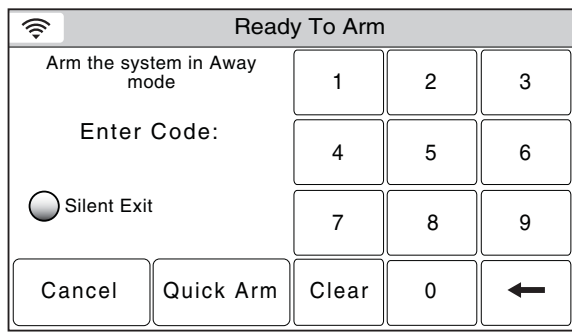 Ready To Arm
Arm the system in Away
mode
Enter Code:
Silent Exit
1 2 3
4 5 6
7 8 9
Cancel Quick Arm Clear 0